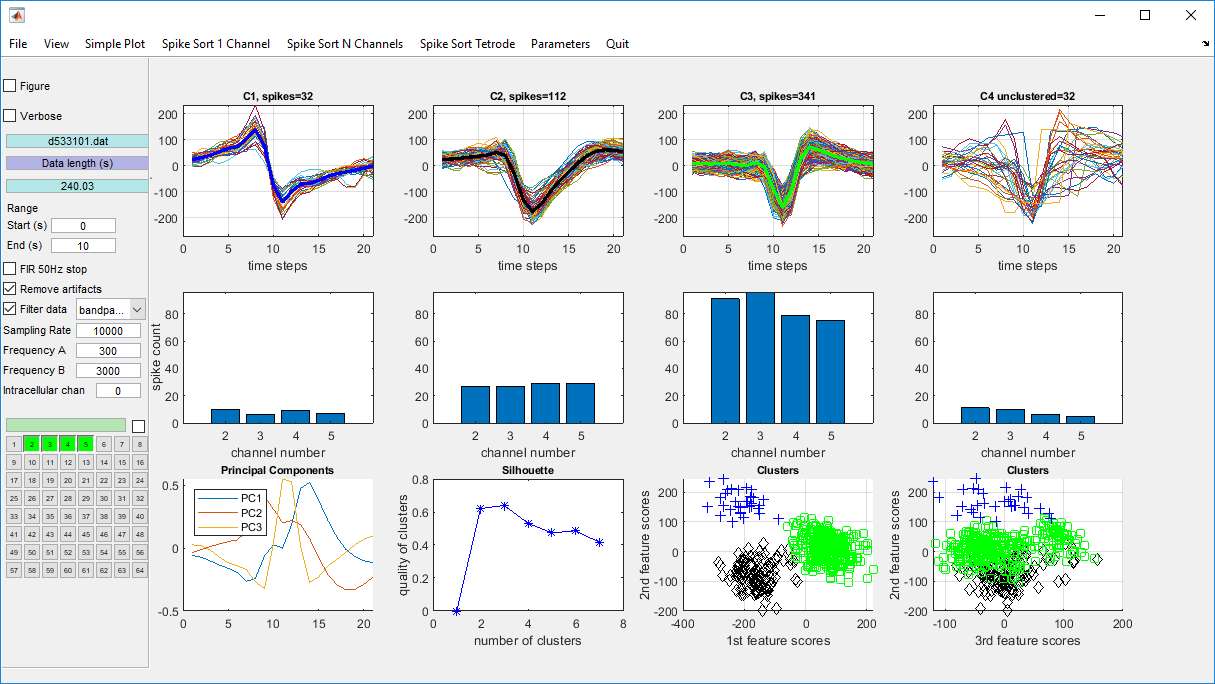 File View Simple Plot Spike Sort 1 Channel Spike Sort N Channels Spike Sort Tetrode Parameters Quit
Figure
Verbose
d533101.dat
Data length (s)
240.03
Range
Start (s) 0
End (s) 10
FIR 50Hz stop
Remove artifacts
Filter data bandpa...
Sampling Rate 10000
Frequency A 300
Frequency B 3000
Intracellular chan 0
1 2 3 4 5 6 7 8
9 10 11 12 13 14 15 16
17 18 19 20 21 22 23 24
25 26 27 28 29 30 31 32
33 34 35 36 37 38 39 40
41 42 43 44 45 46 47 48
49 50 51 52 53 54 55 56
57 58 59 60 61 62 63 64
C1, spikes=32
200
100
0
-100
-200
0 5 10 15 20
time steps
C2, spikes=112
200
100
0
-100
-200
0 5 10 15 20
time steps
C3, spikes=341
200
100
0
-100
-200
0 5 10 15 20
time steps
C4 unclustered=32
200
100
0
-100
-200
0 5 10 15 20
time steps
spike count
80
60
40
20
0
2 3 4 5
channel number
80
60
40
20
0
2 3 4 5
channel number
80
60
40
20
0
2 3 4 5
channel number
80
60
40
20
0
2 3 4 5
channel number
Principal Components
0.5
0
-0.5
PC1
PC2
PC3
0 5 10 15 20
Silhouette
quality of clusters
0.8
0.6
0.4
0.2
0
0 2 4 6 8
number of clusters
Clusters
2nd feature scores
200
100
0
-100
-200
-400 -200 0 200
1st feature scores
Clusters
2nd feature scores
200
100
0
-100
-200
-100 0 100 200
3rd feature scores